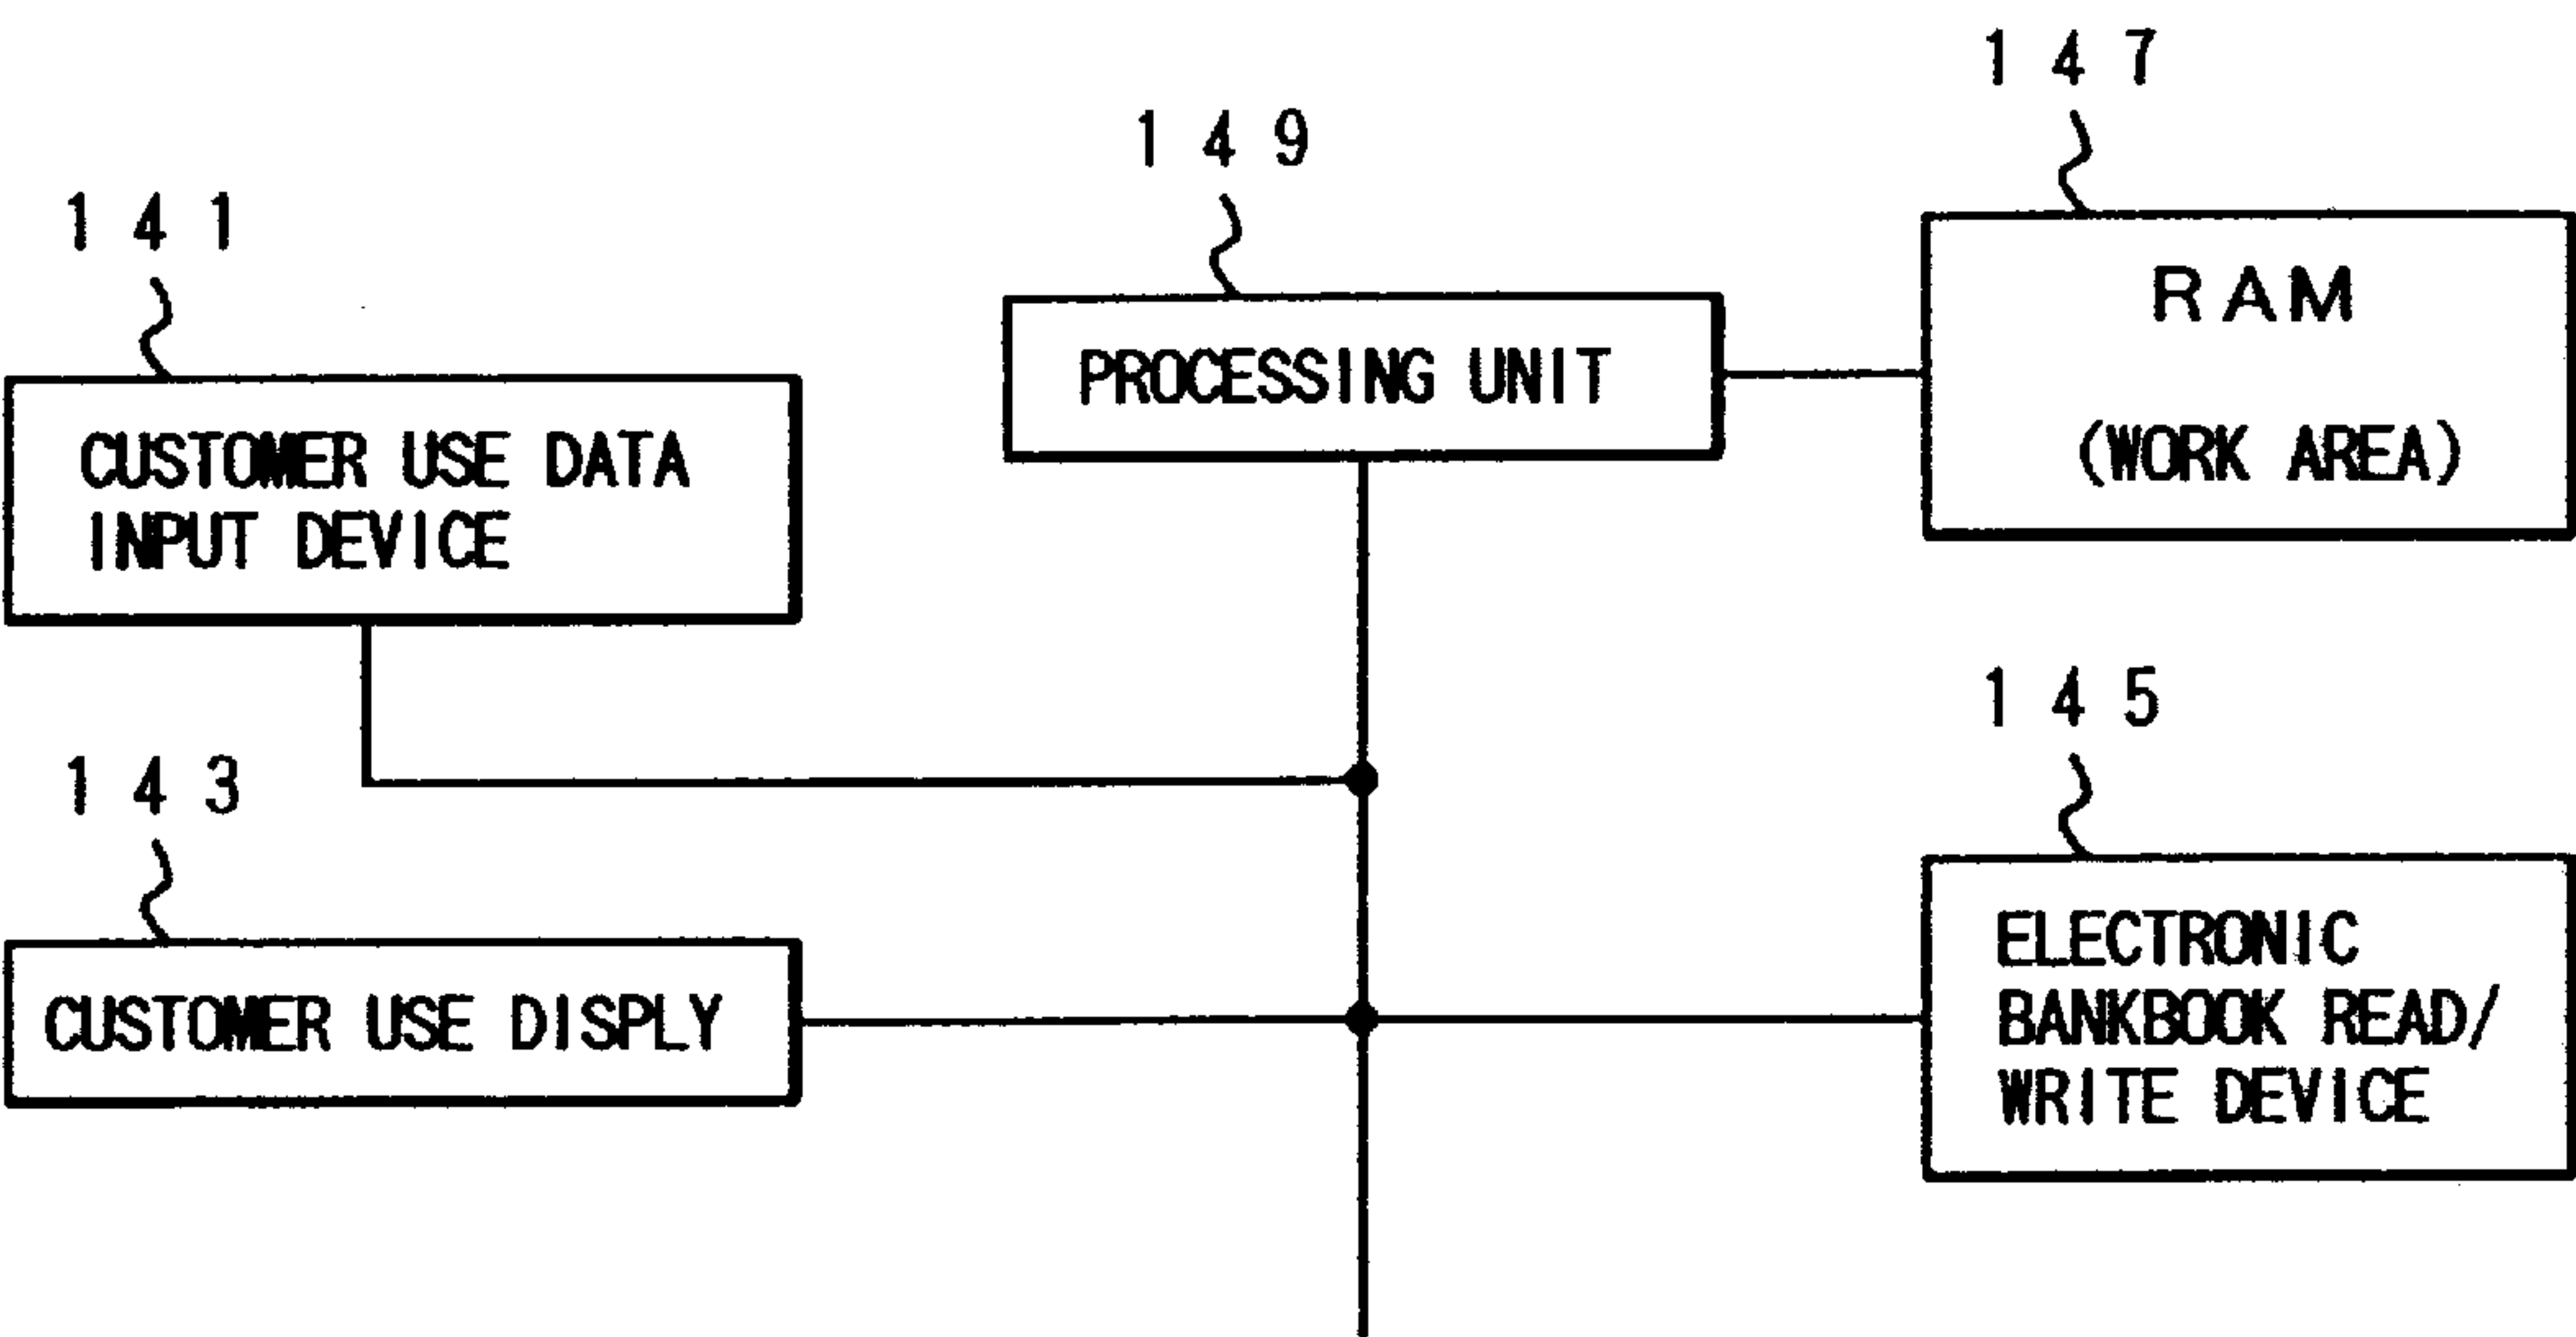 147
RAM
(WORK AREA)
149
PROCESSING UNIT
141
CUSTOMER USE DATA
INPUT DEVICE
145
ELECTRONIC
BANKBOOK READ/
WRITE DEVICE
143
CUSTOMER USE DISPLY